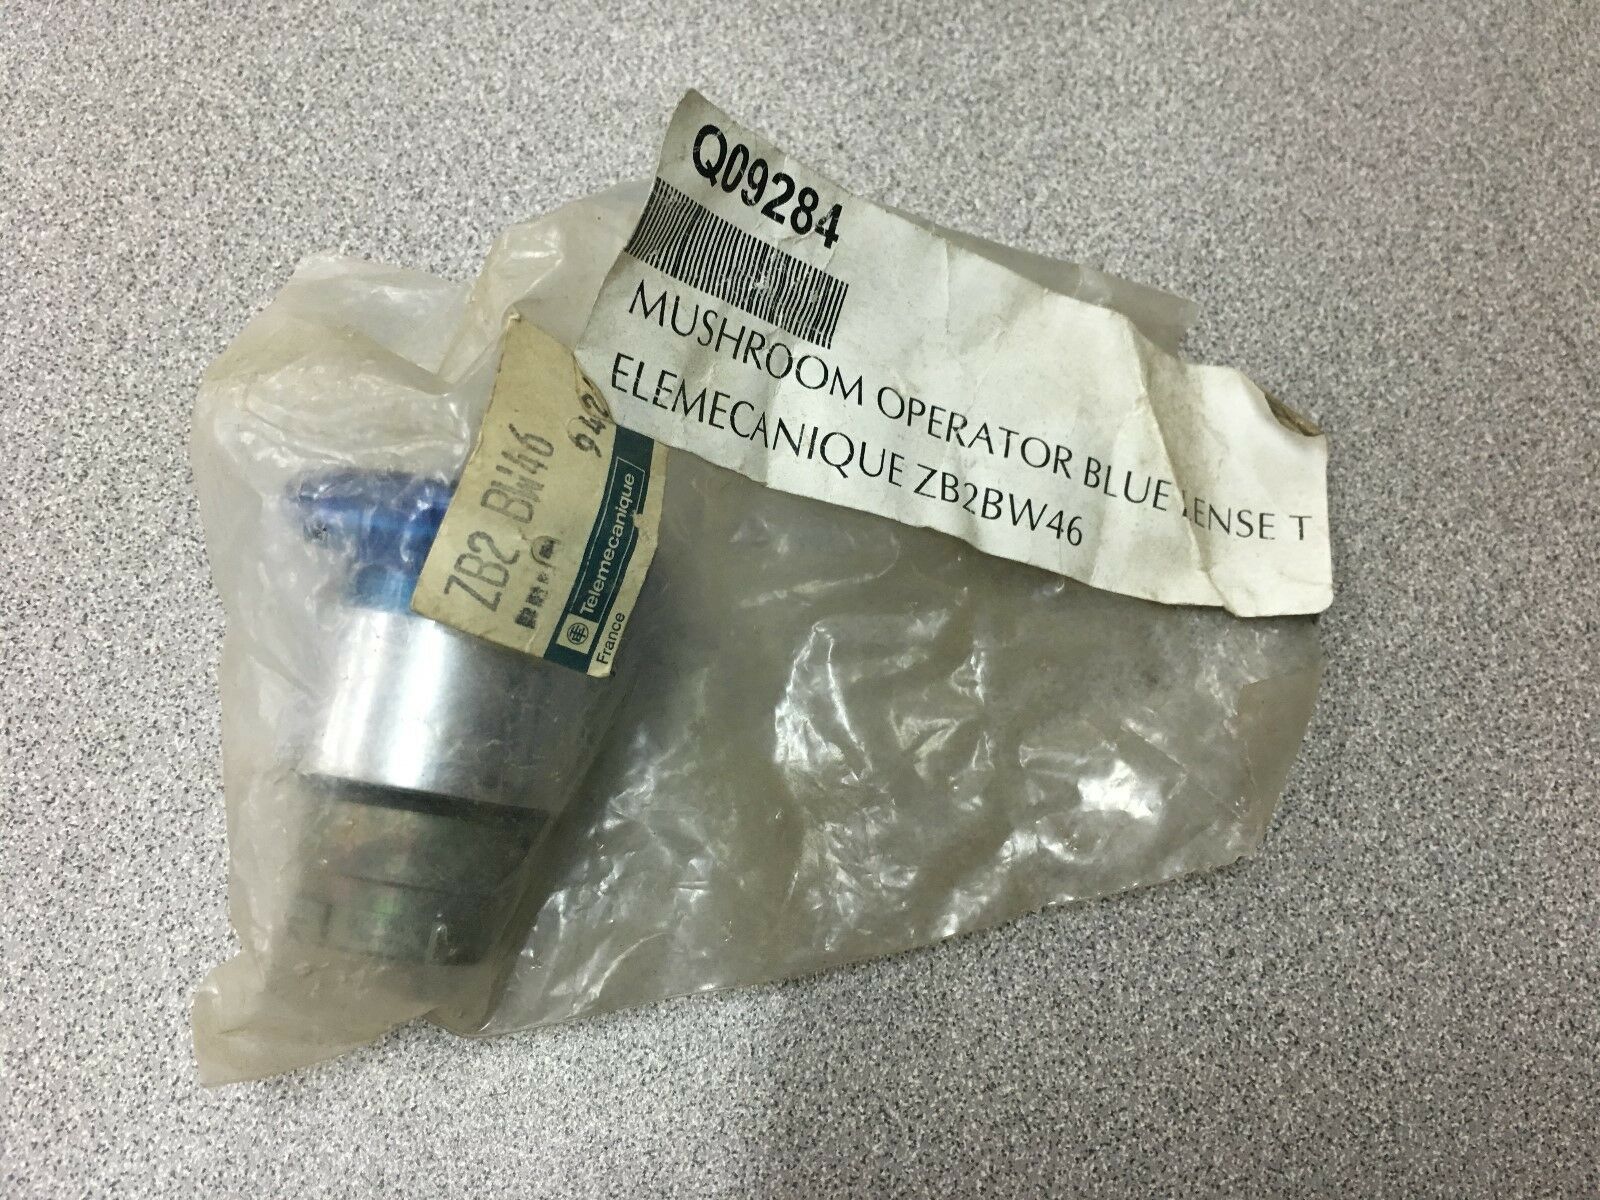 Q09284
MUSHROOM OPERATOR BLUE LENSE T
ELEMECANIQUE ZB2BW46
ZB2 BW46
Telemecanique
France